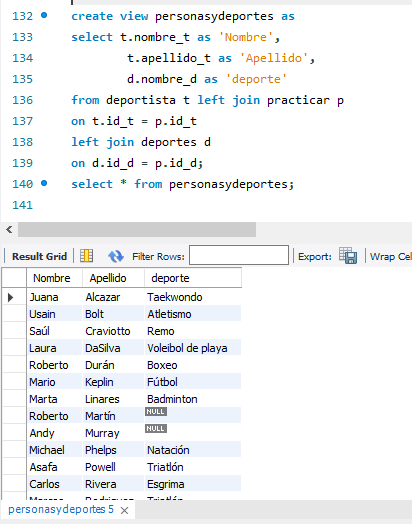 132 create view personasydeportes as
133 select t.nombre_t as 'Nombre',
134 t.apellido_t as 'Apellido',
135 d.nombre_d as 'deporte'
136 from deportista t left join practicar p
137 on t.id_t = p.id_t
138 left join deportes d
139 on d.id_d = p.id_d;
140 select * from personasydeportes;
141
Result Grid Filter Rows: Export: Wrap Cel
Nombre Apellido deporte
Juana Alcazar Taekwondo
Usain Bolt Atletismo
Saúl Craviotto Remo
Laura DaSilva Voleibol de playa
Roberto Durán Boxeo
Mario Keplin Fútbol
Marta Linares Badminton
Roberto Martín NULL
Andy Murray NULL
Michael Phelps Natación
Asafa Powell Triatlón
Carlos Rivera Esgrima
Marcos Rodriguez Triatlón
personasydeportes 5